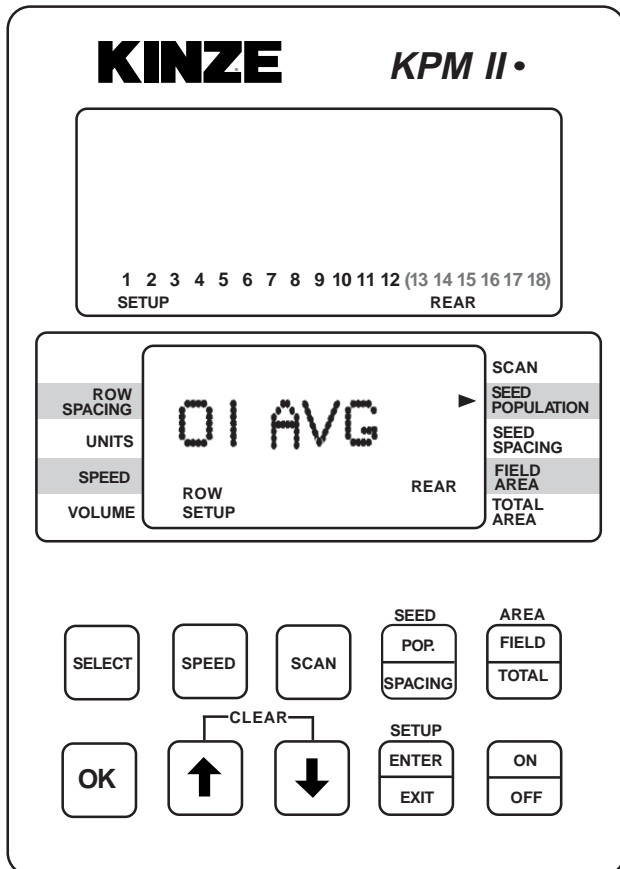 KINZE KPM II •
1 2 3 4 5 6 7 8 9 10 11 12 (13 14 15 16 17 18)
SETUP REAR
ROW
SPACING
UNITS
SPEED
VOLUME
01 AVG
ROW
SETUP
REAR
SCAN
SEED
POPULATION
SEED
SPACING
FIELD
AREA
TOTAL
AREA
SELECT
SPEED
SCAN
SEED
POP.
SPACING
AREA
FIELD
TOTAL
OK
CLEAR
SETUP
ENTER
EXIT
ON
OFF